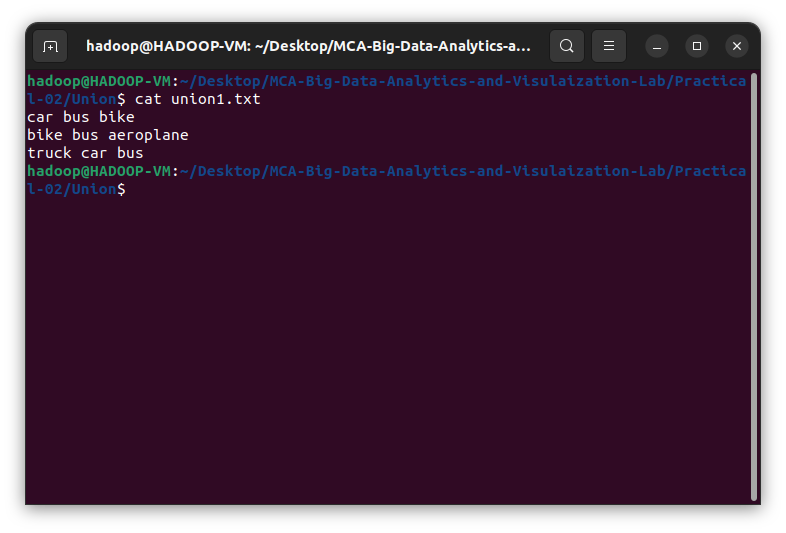 hadoop@HADOOP-VM: ~/Desktop/MCA-Big-Data-Analytics-a...
hadoop@HADOOP-VM:~/Desktop/MCA-Big-Data-Analytics-and-Visulaization-Lab/Practica
l-02/Union$ cat union1.txt
car bus bike
bike bus aeroplane
truck car bus
hadoop@HADOOP-VM:~/Desktop/MCA-Big-Data-Analytics-and-Visulaization-Lab/Practica
l-02/Union$